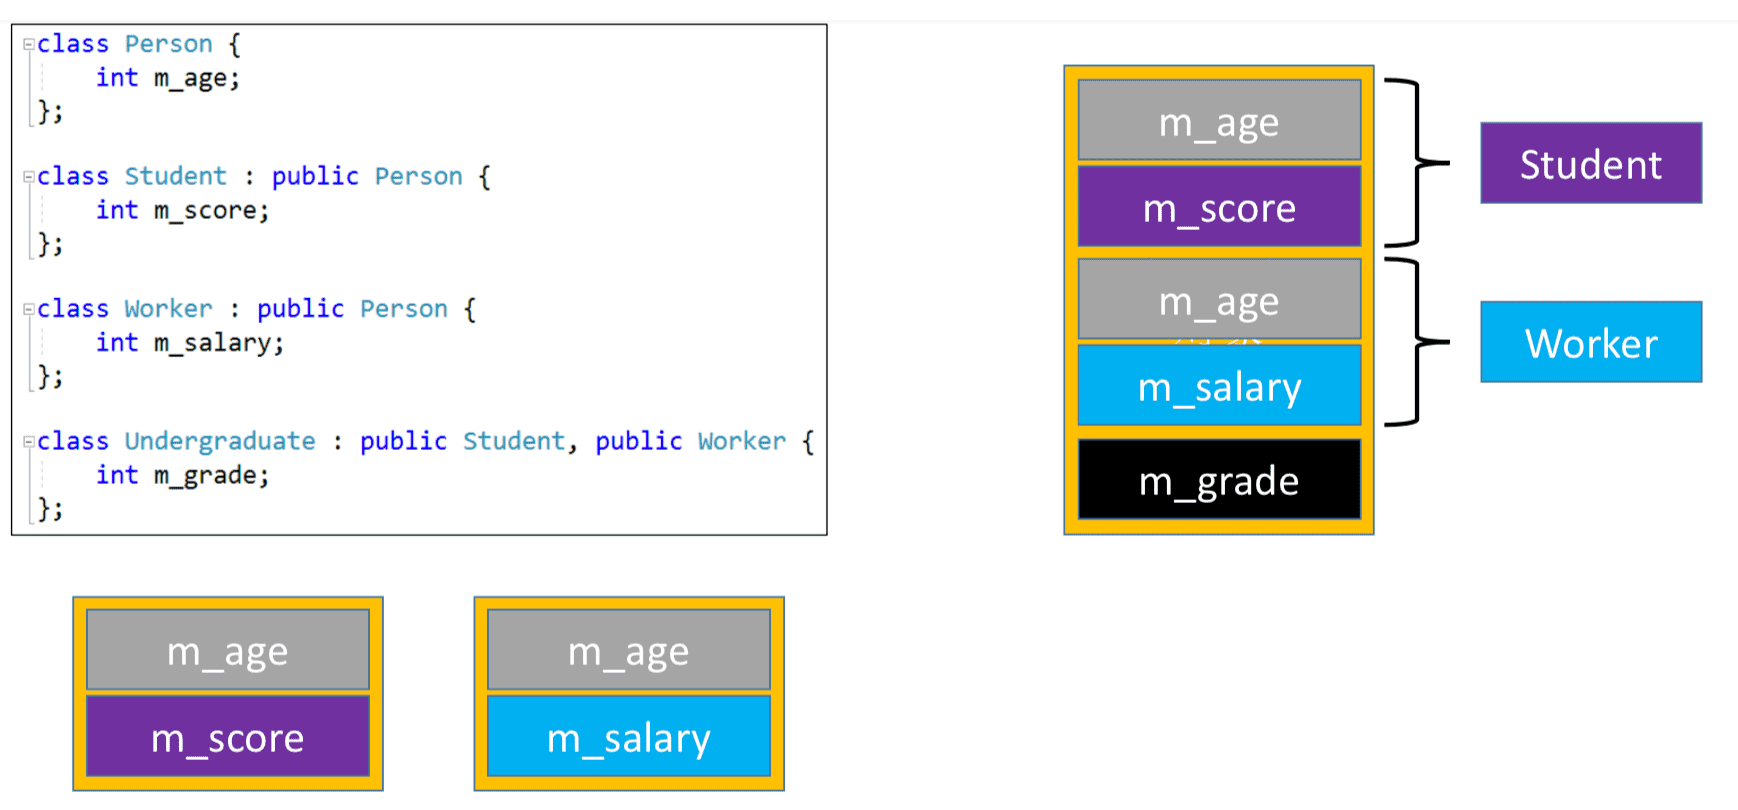 class Person {
int m_age;
};
class Student : public Person {
int m_score;
};
class Worker : public Person {
int m_salary;
};
class Undergraduate : public Student, public Worker {
int m_grade;
};
m_age
m_score
m_age
m_salary
m_grade
Student
Worker
m_age
m_score
m_age
m_salary